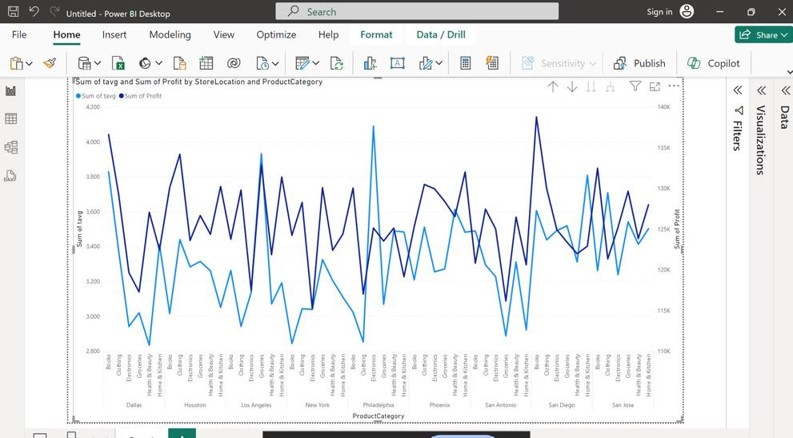 Untitled - Power BI Desktop
Search
Sign in
File
Home
Insert
Modeling
View
Optimize
Help
Format
Data / Drill
Share
Sensitivity
Publish
Copilot
Sum of tavg and Sum of Profit by StoreLocation and ProductCategory
Sum of tavg
Sum of Profit
4.200
4.000
3.800
3.600
3.400
3.200
3.000
2.800
Sum of tavg
140K
135K
130K
125K
120K
115K
110K
Sum of Profit
Books
Clothing
Electronics
Groceries
Health & Beauty
Home & Kitchen
Books
Clothing
Electronics
Groceries
Health & Beauty
Home & Kitchen
Books
Clothing
Electronics
Groceries
Health & Beauty
Home & Kitchen
Books
Clothing
Electronics
Groceries
Health & Beauty
Home & Kitchen
Books
Clothing
Electronics
Groceries
Health & Beauty
Home & Kitchen
Books
Clothing
Electronics
Groceries
Health & Beauty
Home & Kitchen
Books
Clothing
Electronics
Groceries
Health & Beauty
Home & Kitchen
Books
Clothing
Electronics
Groceries
Health & Beauty
Home & Kitchen
Books
Clothing
Electronics
Groceries
Health & Beauty
Home & Kitchen
Dallas
Houston
Los Angeles
New York
Philadelphia
Phoenix
San Antonio
San Diego
San Jose
ProductCategory
Filters
Visualizations
Data